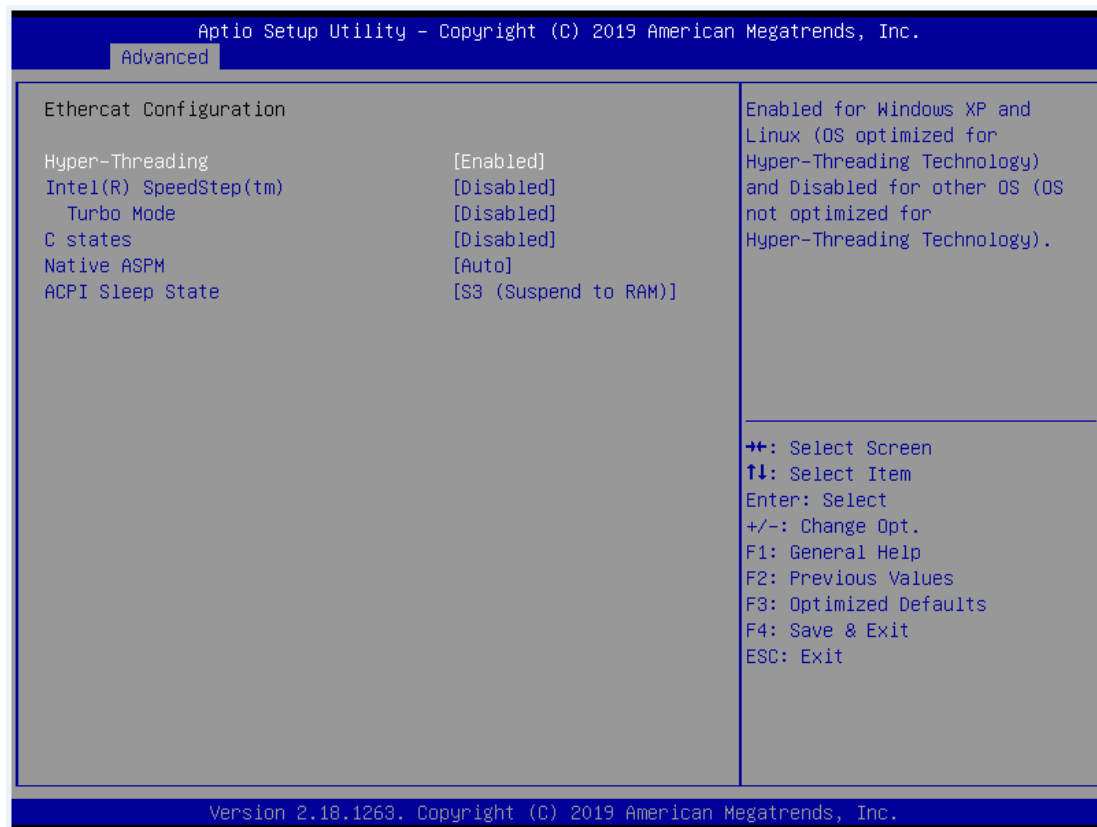 Aptio Setup Utility – Copyright (C) 2019 American Megatrends, Inc.
Advanced
Ethercat Configuration
Hyper-Threading [Enabled]
Intel(R) SpeedStep(tm) [Disabled]
Turbo Mode [Disabled]
C states [Disabled]
Native ASPM [Auto]
ACPI Sleep State [S3 (Suspend to RAM)]
Enabled for Windows XP and
Linux (OS optimized for
Hyper-Threading Technology)
and Disabled for other OS (OS
not optimized for
Hyper-Threading Technology).
→←: Select Screen
↑↓: Select Item
Enter: Select
+/-: Change Opt.
F1: General Help
F2: Previous Values
F3: Optimized Defaults
F4: Save & Exit
ESC: Exit
Version 2.18.1263. Copyright (C) 2019 American Megatrends, Inc.